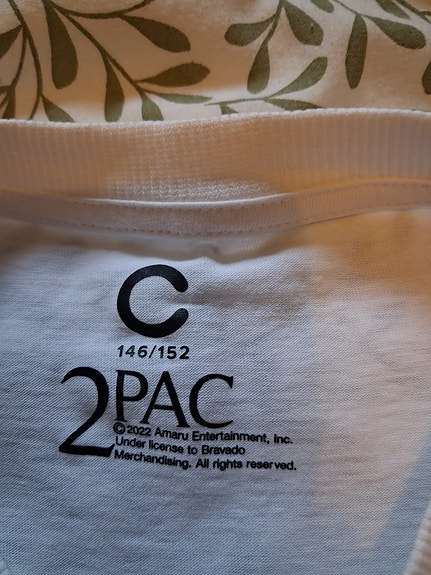 C
146/152
2PAC
©2022 Amaru Entertainment, Inc.
Under license to Bravado
Merchandising. All rights reserved.